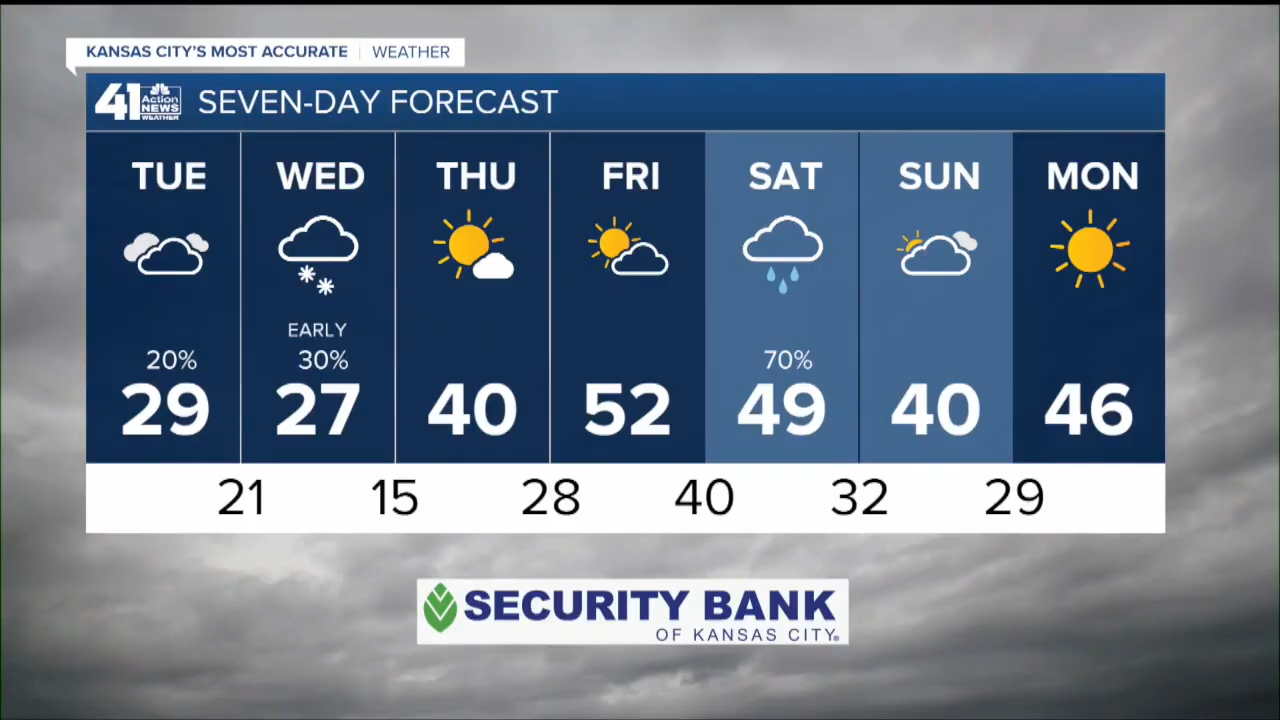 KANSAS CITY'S MOST ACCURATE | WEATHER
41 Action NEWS WEATHER SEVEN-DAY FORECAST
TUE WED THU FRI SAT SUN MON
EARLY
20% 30% 70%
29 27 40 52 49 40 46
21 15 28 40 32 29
SECURITY BANK
OF KANSAS CITY®